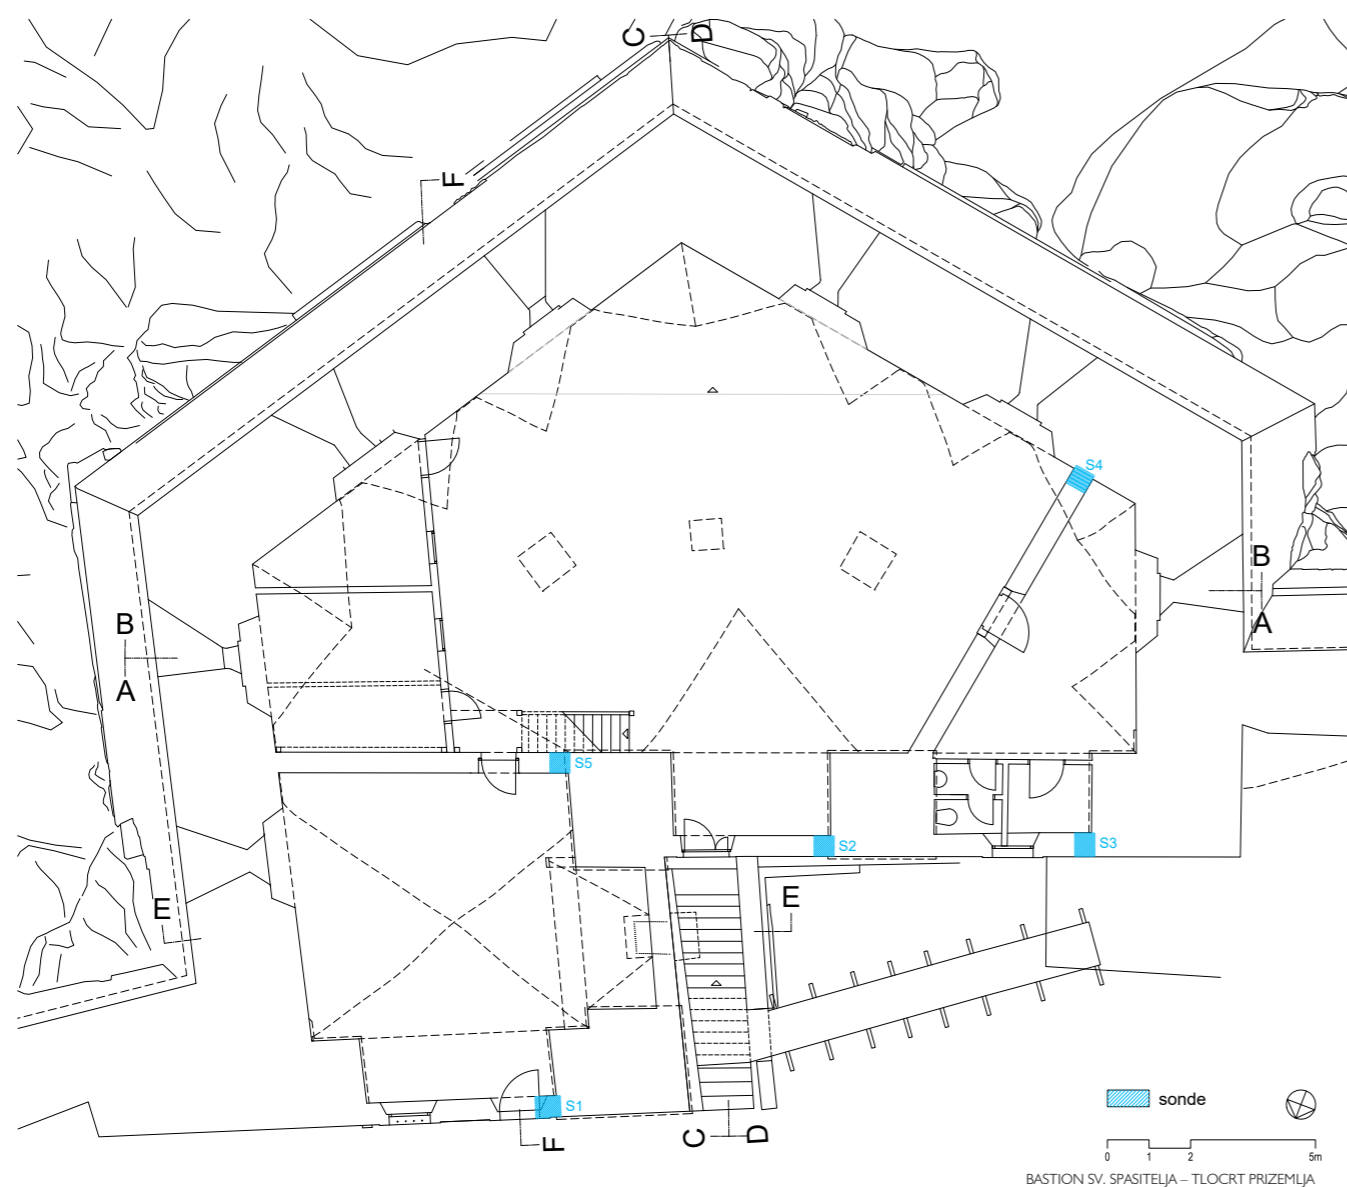 C D
F
S4
B
A
B
A
S5
S2
S3
E
E
S1
F
C D
sonde
0 1 2 5m
BASTION SV. SPASITELJA – TLOCRT PRIZEMLJA